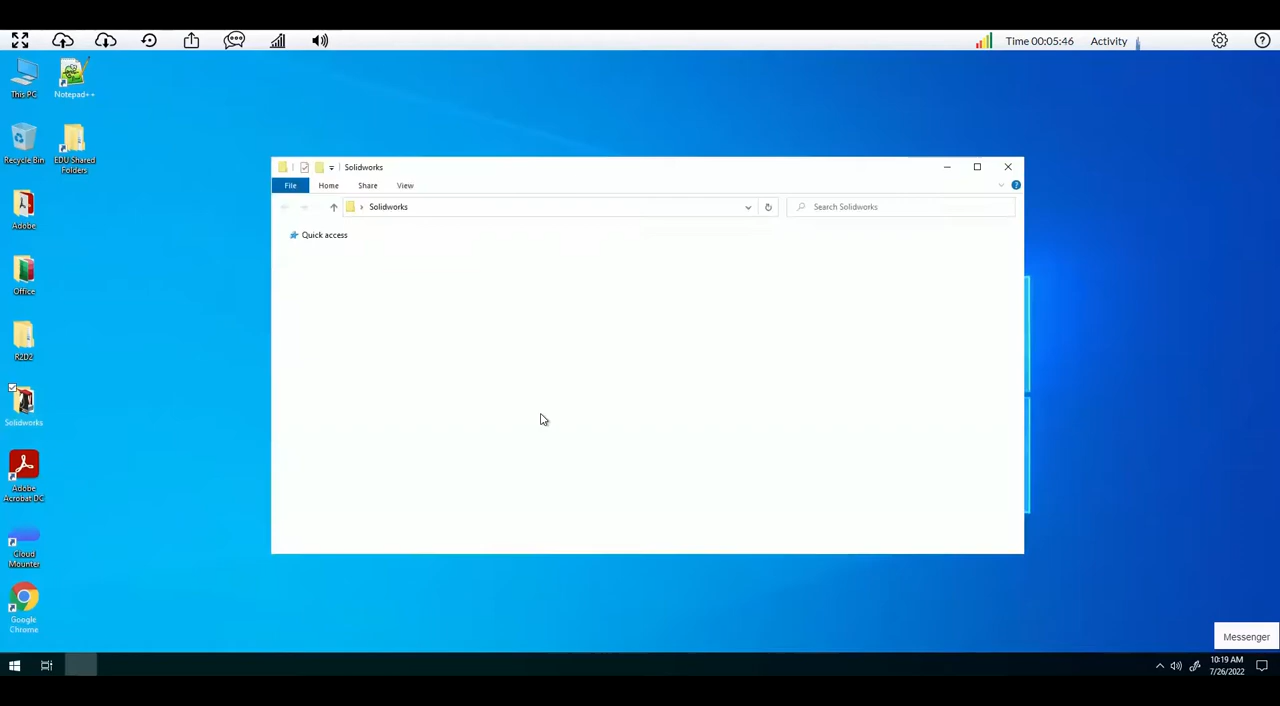 Time 00:05:46
Activity
This PC
Notepad++
Recycle Bin
EDU Shared
Folders
Adobe
Office
R2D2
Solidworks
Adobe
Acrobat DC
Cloud
Mounter
Google
Chrome
Solidworks
File
Home
Share
View
Solidworks
Search Solidworks
Quick access
Messenger
10:19 AM
7/26/2022